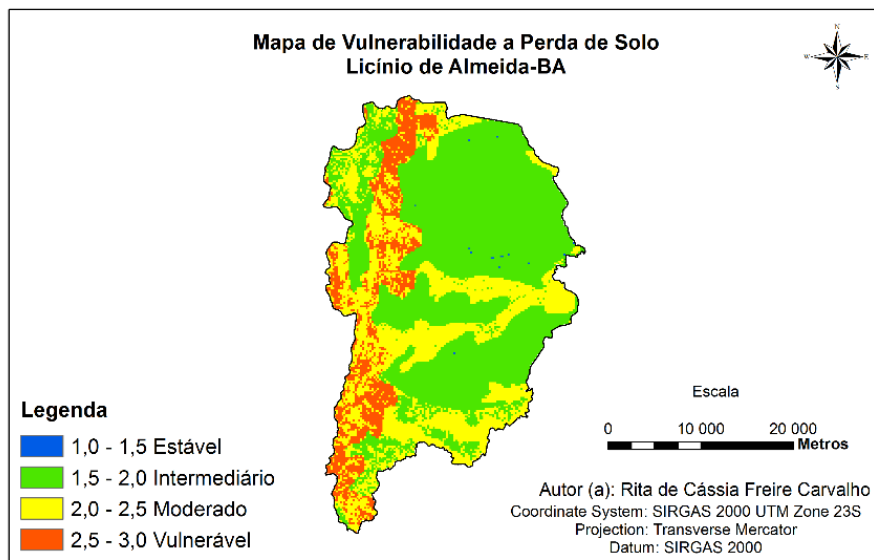 Mapa de Vulnerabilidade a Perda de Solo
Licínio de Almeida-BA
N
W
E
S
Escala
0
10 000
20 000
Metros
Legenda
1,0 - 1,5 Estável
1,5 - 2,0 Intermediário
2,0 - 2,5 Moderado
2,5 - 3,0 Vulnerável
Autor (a): Rita de Cássia Freire Carvalho
Coordinate System: SIRGAS 2000 UTM Zone 23S
Projection: Transverse Mercator
Datum: SIRGAS 2000